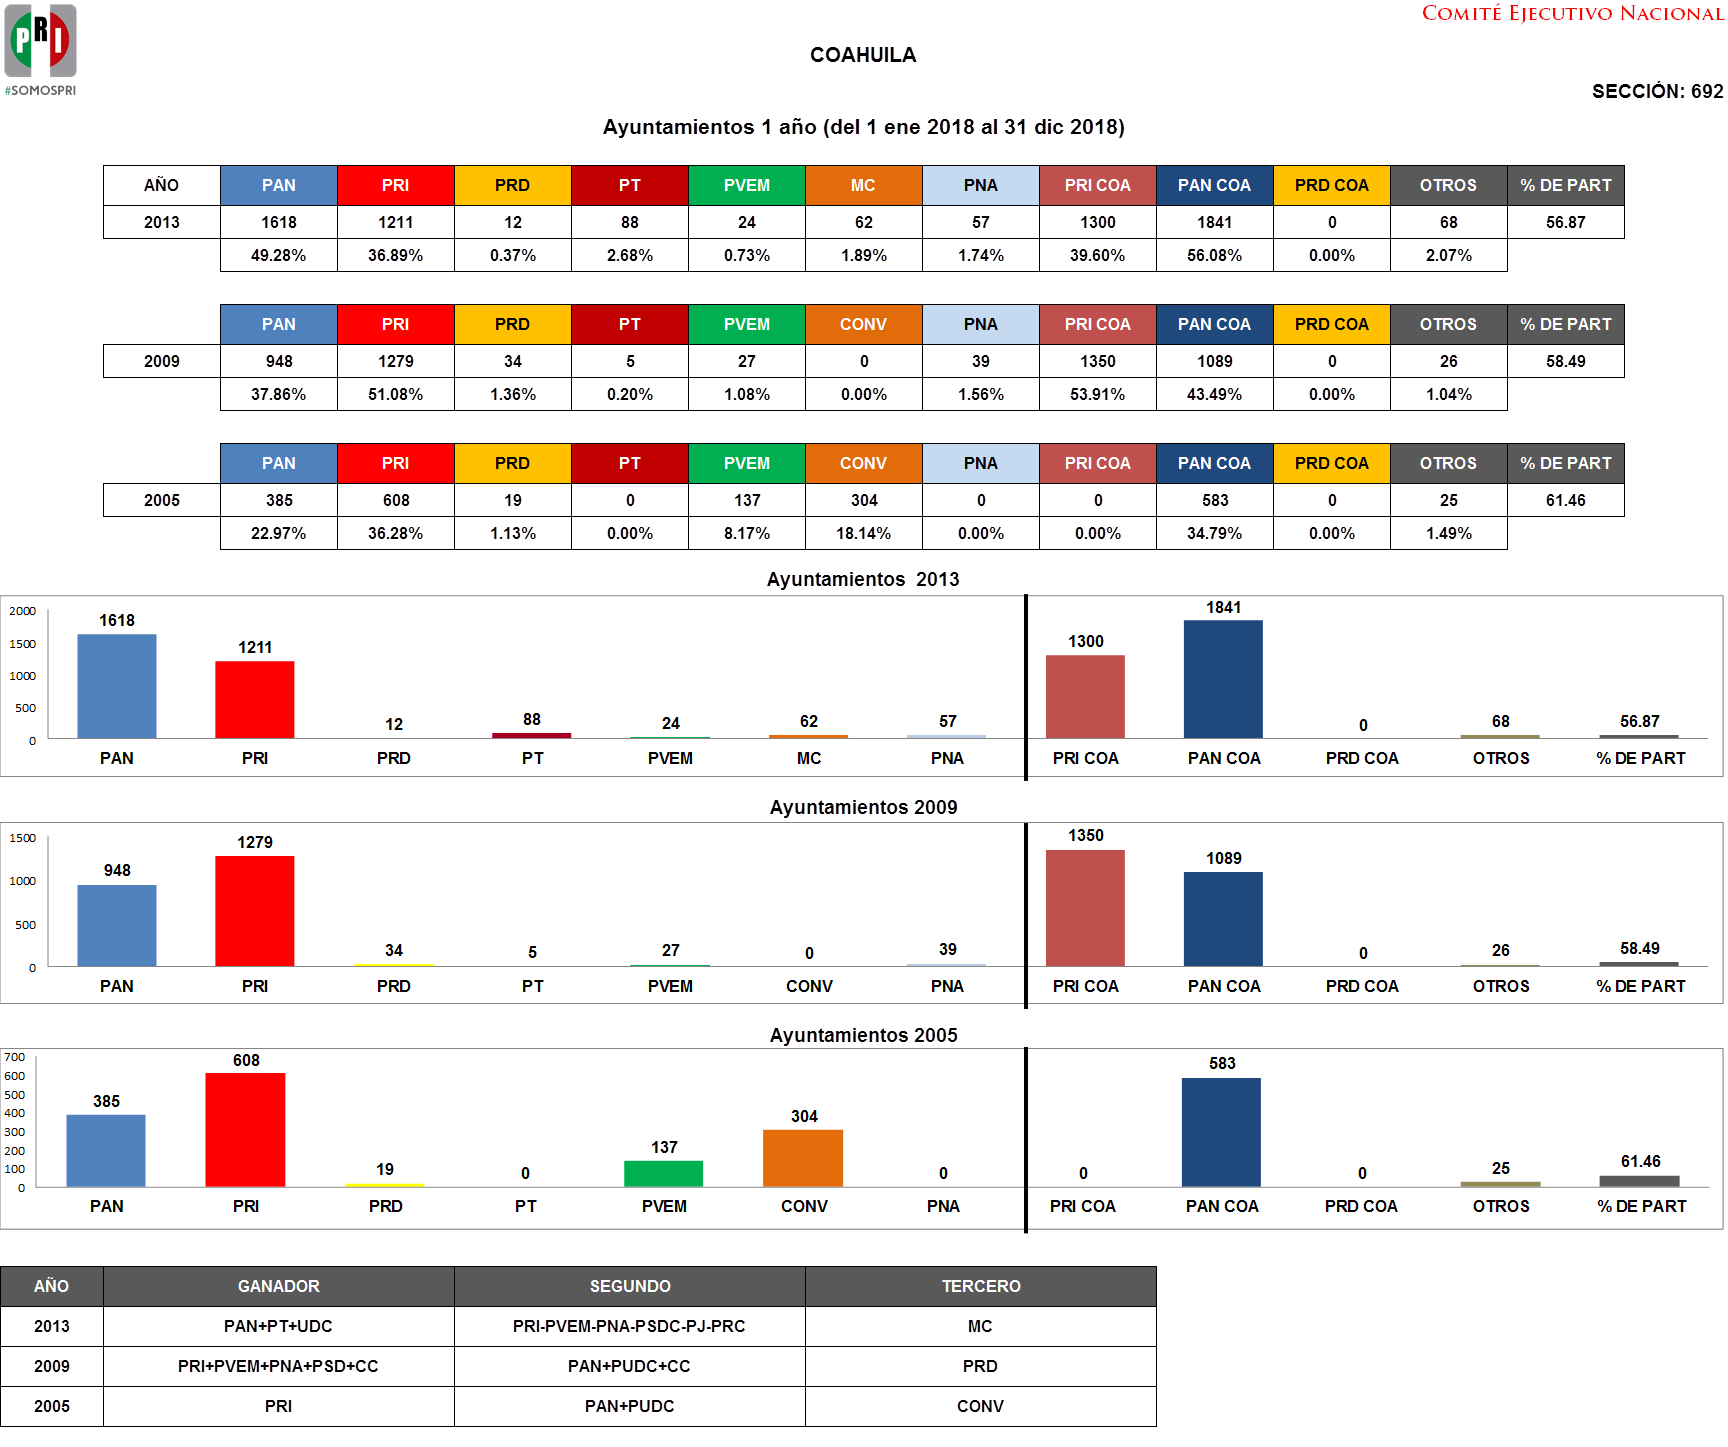 COMITÉ EJECUTIVO NACIONAL
PRI
#SOMOSPRI
COAHUILA
SECCIÓN: 692
Ayuntamientos 1 año (del 1 ene 2018 al 31 dic 2018)
AÑO PAN PRI PRD PT PVEM MC PNA PRI COA PAN COA PRD COA OTROS % DE PART
2013 1618 1211 12 88 24 62 57 1300 1841 0 68 56.87
49.28% 36.89% 0.37% 2.68% 0.73% 1.89% 1.74% 39.60% 56.08% 0.00% 2.07%
PAN PRI PRD PT PVEM CONV PNA PRI COA PAN COA PRD COA OTROS % DE PART
2009 948 1279 34 5 27 0 39 1350 1089 0 26 58.49
37.86% 51.08% 1.36% 0.20% 1.08% 0.00% 1.56% 53.91% 43.49% 0.00% 1.04%
PAN PRI PRD PT PVEM CONV PNA PRI COA PAN COA PRD COA OTROS % DE PART
2005 385 608 19 0 137 304 0 0 583 0 25 61.46
22.97% 36.28% 1.13% 0.00% 8.17% 18.14% 0.00% 0.00% 34.79% 0.00% 1.49%
Ayuntamientos 2013
2000
1500
1000
500
0
1618 1211 12 88 24 62 57 1300 1841 0 68 56.87
PAN PRI PRD PT PVEM MC PNA PRI COA PAN COA PRD COA OTROS % DE PART
Ayuntamientos 2009
1500
1000
500
0
948 1279 34 5 27 0 39 1350 1089 0 26 58.49
PAN PRI PRD PT PVEM CONV PNA PRI COA PAN COA PRD COA OTROS % DE PART
Ayuntamientos 2005
700
600
500
400
300
200
100
0
385 608 19 0 137 304 0 0 583 0 25 61.46
PAN PRI PRD PT PVEM CONV PNA PRI COA PAN COA PRD COA OTROS % DE PART
AÑO GANADOR SEGUNDO TERCERO
2013 PAN+PT+UDC PRI-PVEM-PNA-PSDC-PJ-PRC MC
2009 PRI+PVEM+PNA+PSD+CC PAN+PUDC+CC PRD
2005 PRI PAN+PUDC CONV